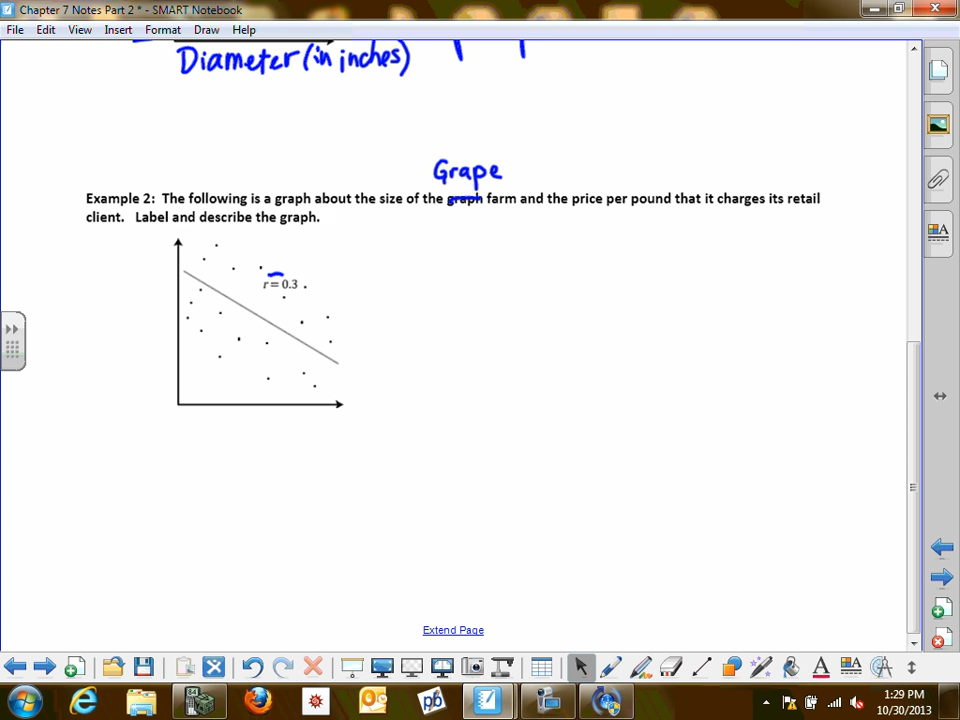 Chapter 7 Notes Part 2 * - SMART Notebook
File Edit View Insert Format Draw Help
Diameter (in inches)
Grape
Example 2: The following is a graph about the size of the graph farm and the price per pound that it charges its retail
client. Label and describe the graph.
r = 0.3
Extend Page
1:29 PM
10/30/2013